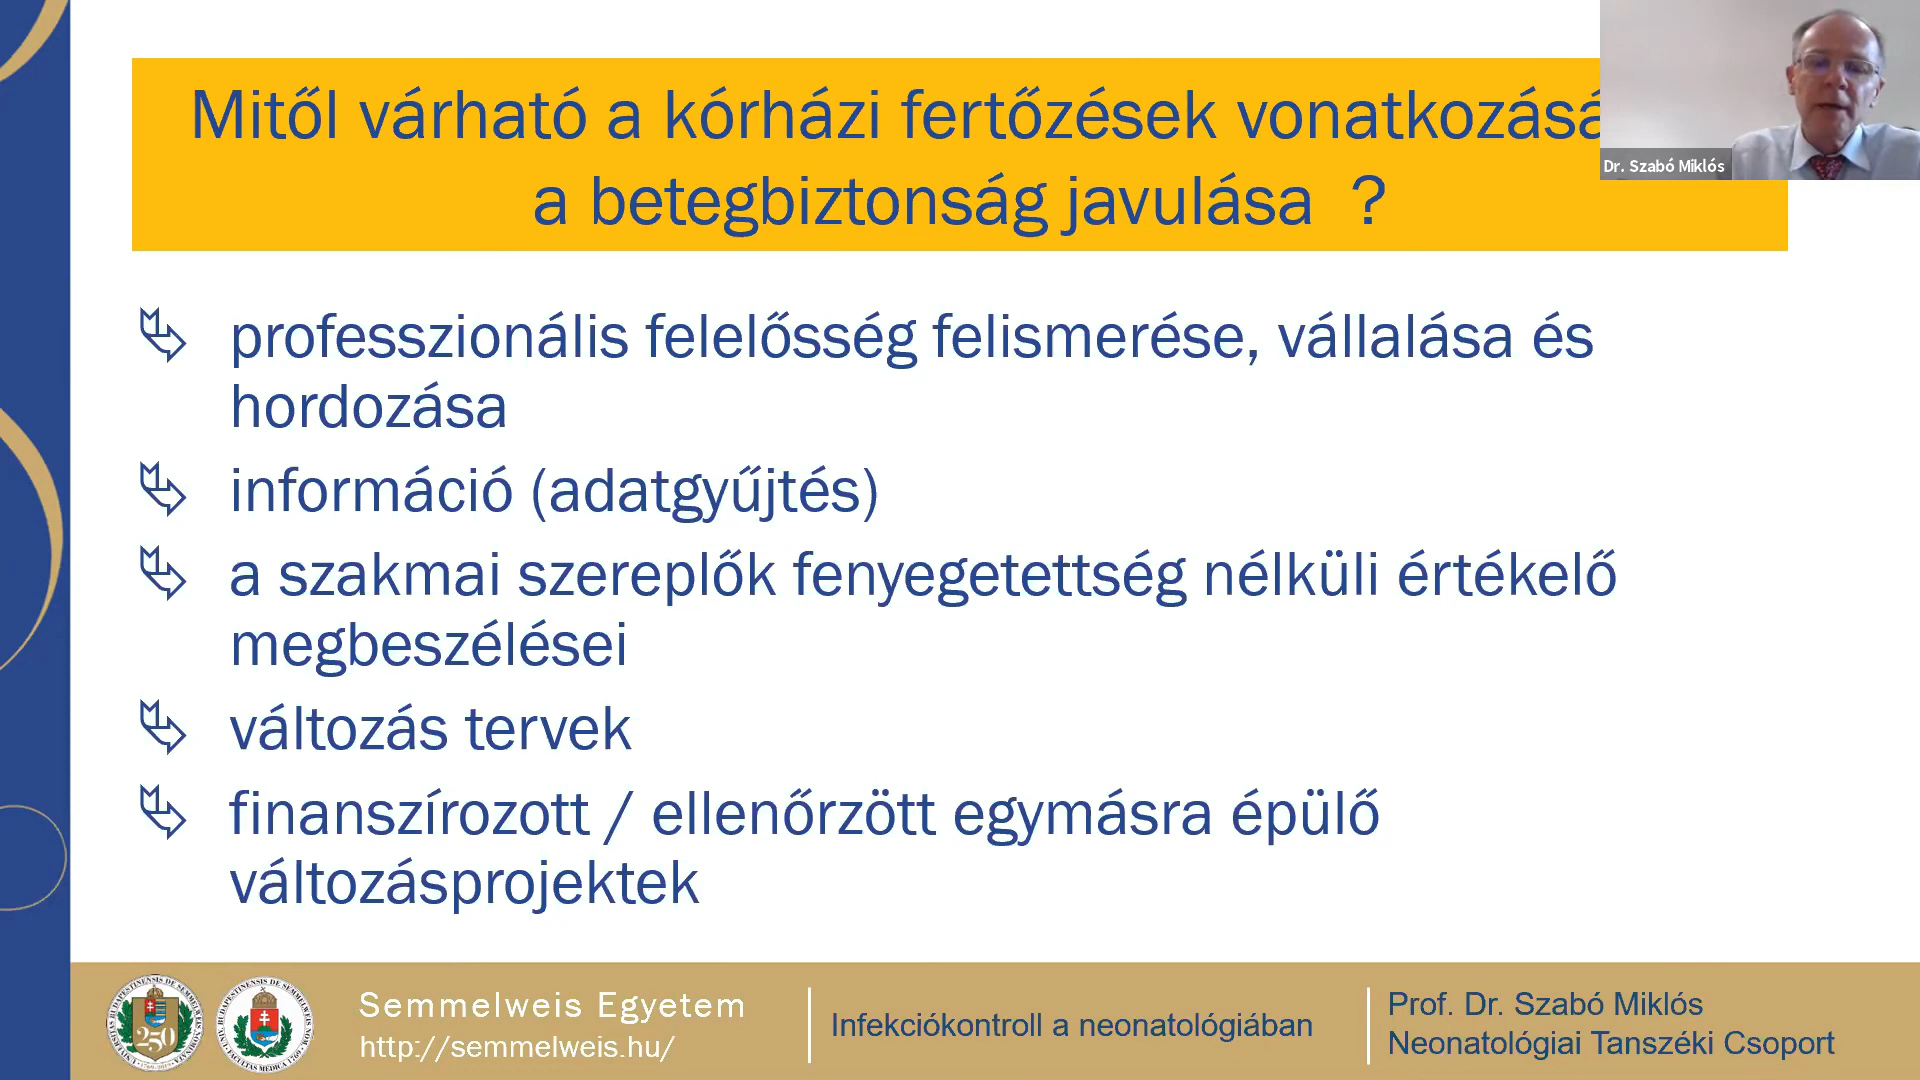 Mitől várható a kórházi fertőzések
a betegbiztonság javulása ?
Dr. Szabó Miklós
professzionális felelősség felismerése, vállalása és
hordozása
információ (adatgyűjtés)
a szakmai szereplők fenyegetettség nélküli értékelő
megbeszélései
változás tervek
finanszírozott / ellenőrzött egymásra épülő
változásprojektek
250
Semmelweis Egyetem
http://semmelweis.hu/
Infekciókontroll a neonatológiában
Prof. Dr. Szabó Miklós
Neonatológiai Tanszéki Csoport